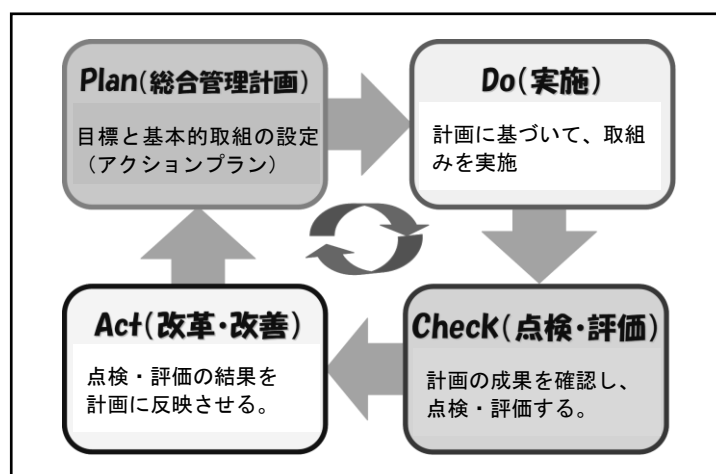 Plan(総合管理計画)
目標と基本的取組の設定
(アクションプラン)
Do(実施)
計画に基づいて、取組
みを実施
Act(改革・改善)
点検・評価の結果を
計画に反映させる。
Check(点検・評価)
計画の成果を確認し、
点検・評価する。